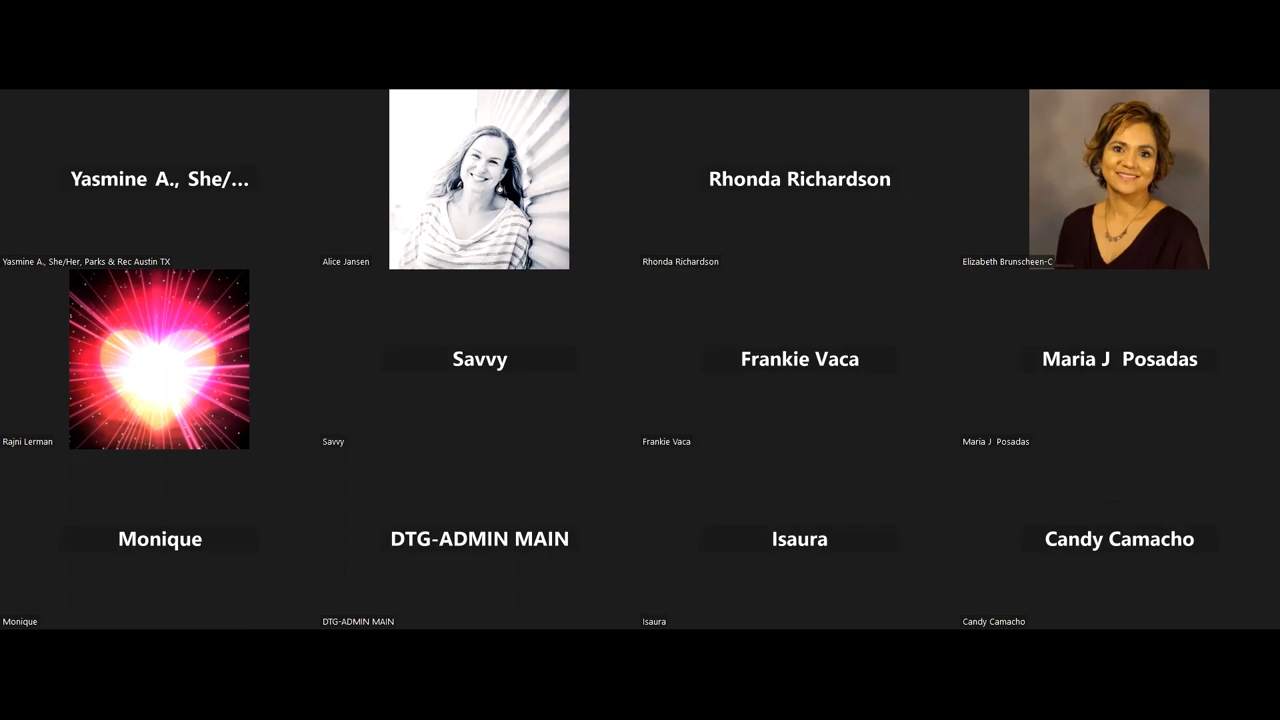 Yasmine A., She/...
Yasmine A., She/Her, Parks & Rec Austin TX
Alice Jansen
Rhonda Richardson
Rhonda Richardson
Elizabeth Brunscheen-C
Rajni Lerman
Savvy
Savvy
Frankie Vaca
Frankie Vaca
Maria J  Posadas
Maria J  Posadas
Monique
Monique
DTG-ADMIN MAIN
DTG-ADMIN MAIN
Isaura
Isaura
Candy Camacho
Candy Camacho